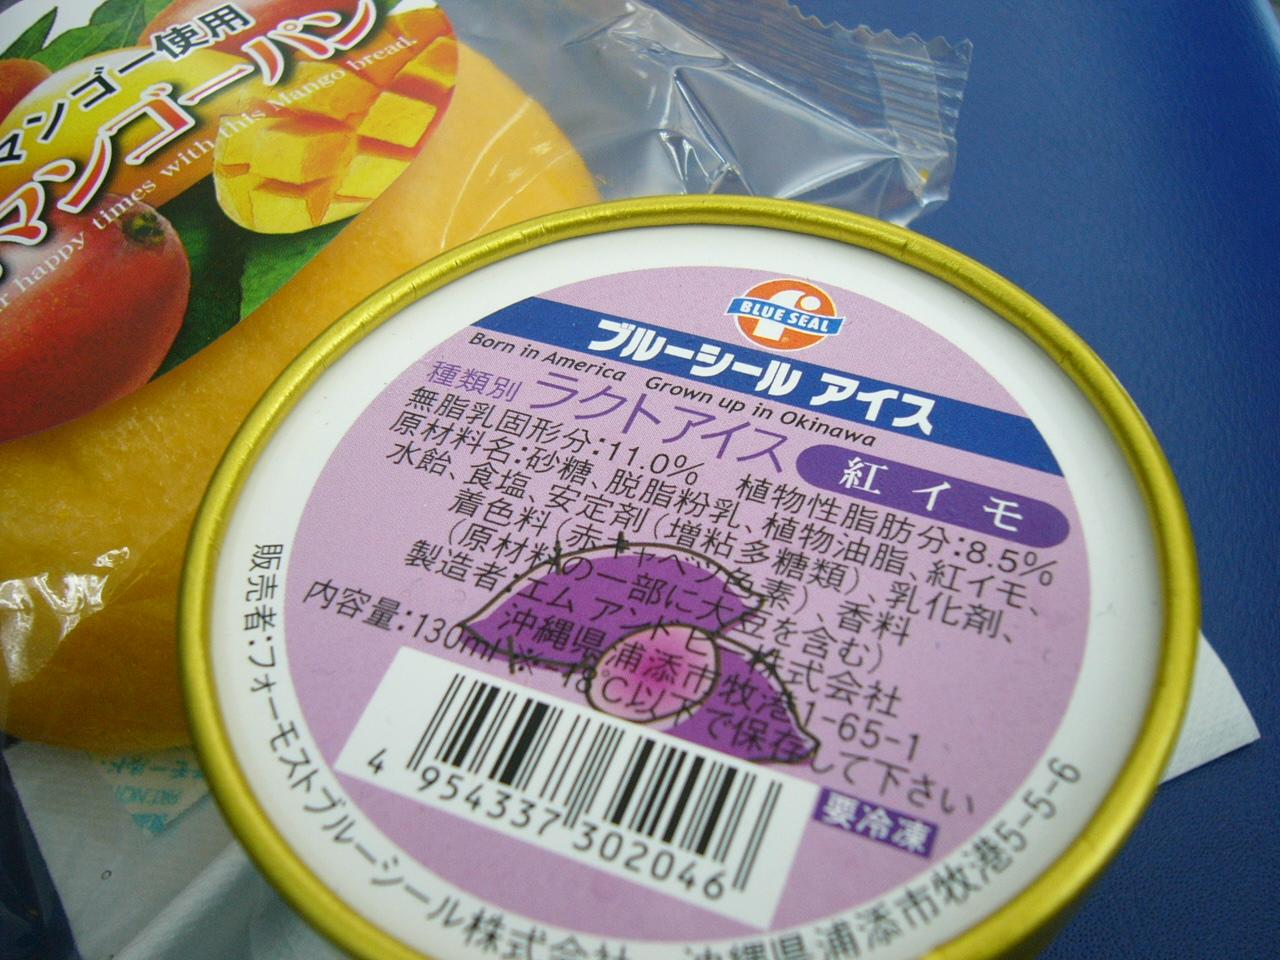 マンゴー使用
マンゴーパン
happy times with this Mango bread.
BLUE SEAL
ブルーシール アイス
Born in America Grown up in Okinawa
種類別 ラクトアイス 紅イモ
無脂乳固形分:11.0% 植物性脂肪分:8.5%
原材料名:砂糖、脱脂粉乳、植物油脂、紅イモ、
水飴、食塩、安定剤(増粘多糖類)、乳化剤、
着色料(赤キャベツ色素)、香料
(原材料の一部に大豆を含む)
製造者:エム アンド ビー株式会社
沖縄県浦添市牧港1-65-1
内容量:130ml ※-18℃以下で保存して下さい
要冷凍
4 954337 302046
販売者:フォーモストブルーシール株式会社 沖縄県浦添市牧港5-5-6